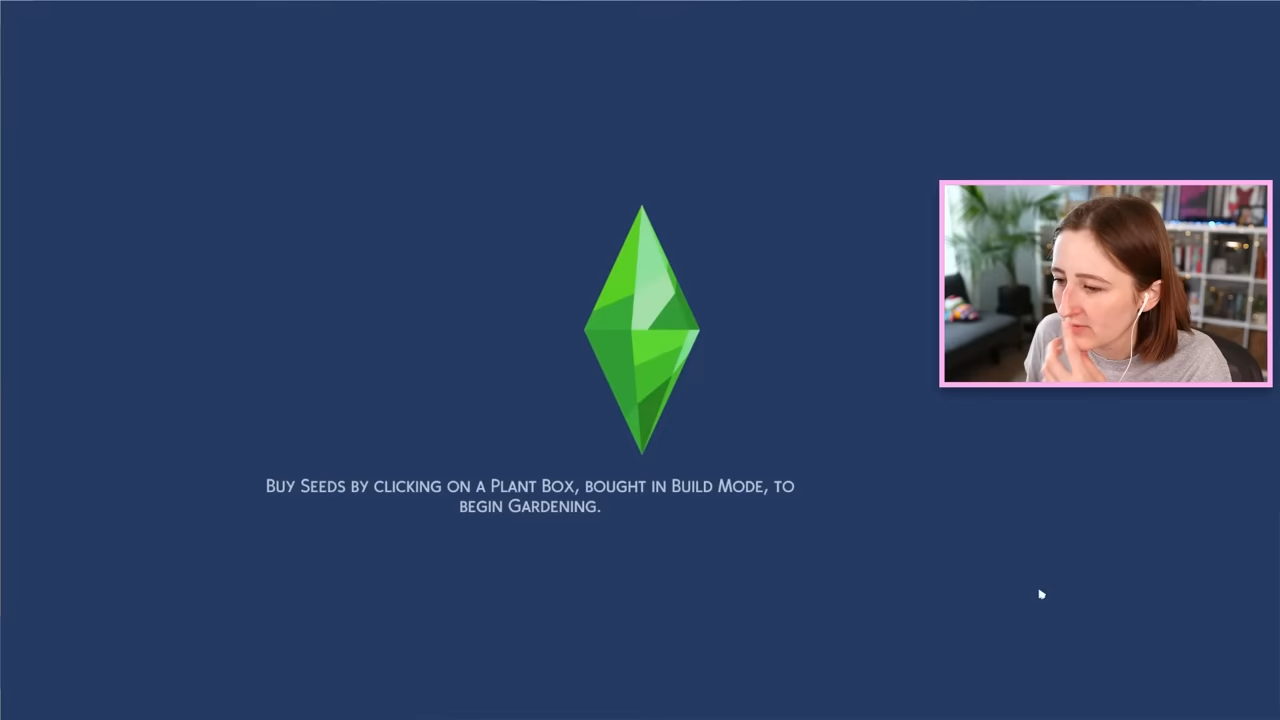 Buy Seeds by clicking on a Plant Box, bought in Build Mode, to
begin Gardening.